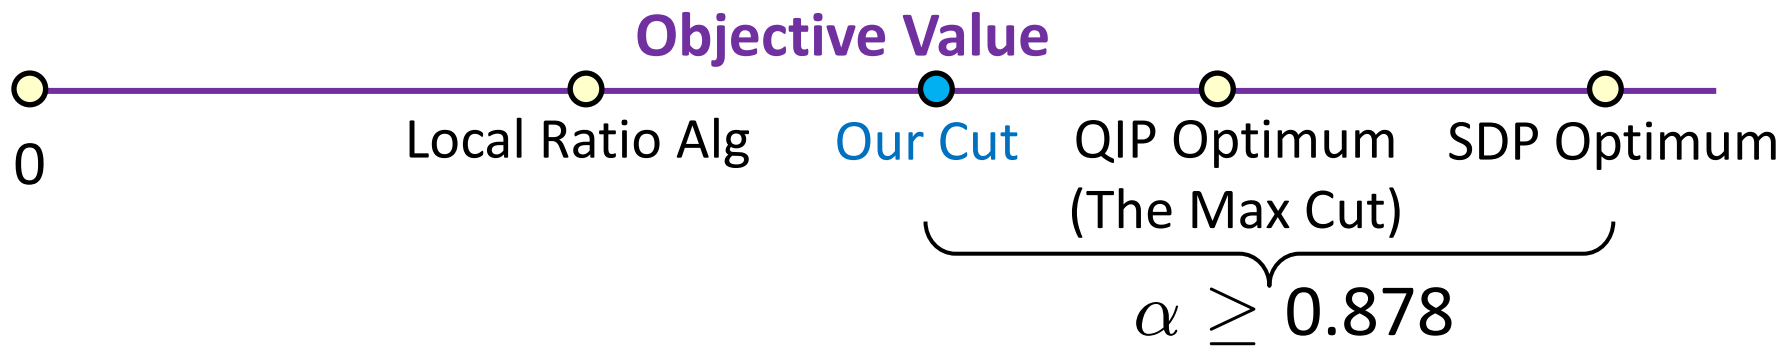 Objective Value
0
Local Ratio Alg
Our Cut
QIP Optimum
(The Max Cut)
SDP Optimum
α ≥ 0.878